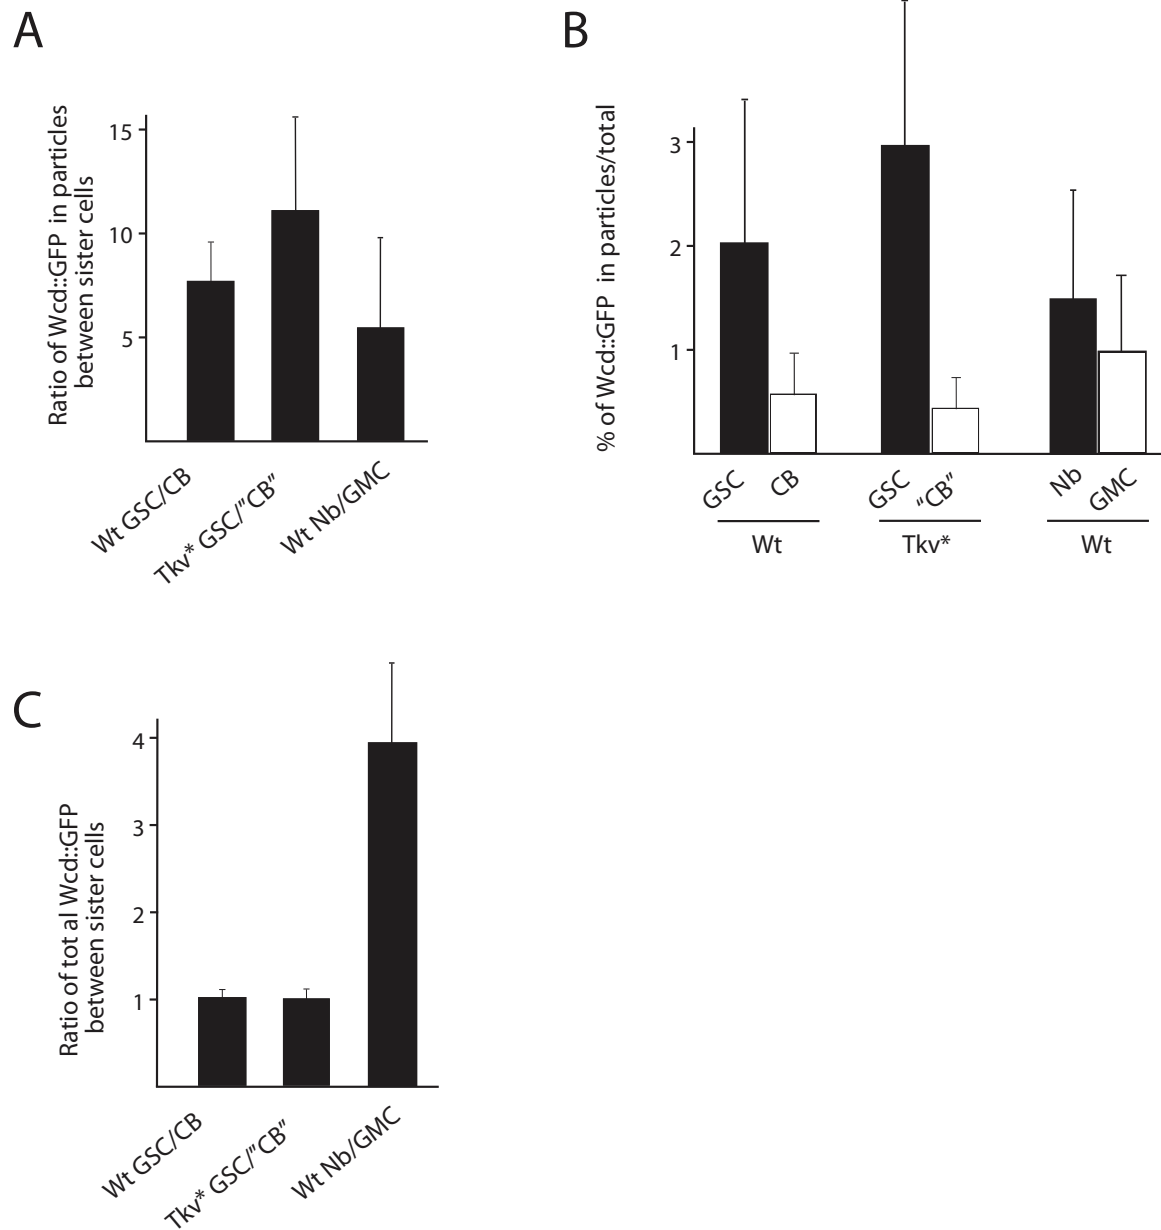 A
Ratio of Wcd::GFP in particles
between sister cells
15
10
5
Wt GSC/CB
Tkv* GSC/"CB"
Wt Nb/GMC
B
% of Wcd::GFP in particles/total
3
2
1
GSC
CB
GSC
"CB"
Nb
GMC
Wt
Tkv*
Wt
C
Ratio of tot al Wcd::GFP
between sister cells
4
3
2
1
Wt GSC/CB
Tkv* GSC/"CB"
Wt Nb/GMC